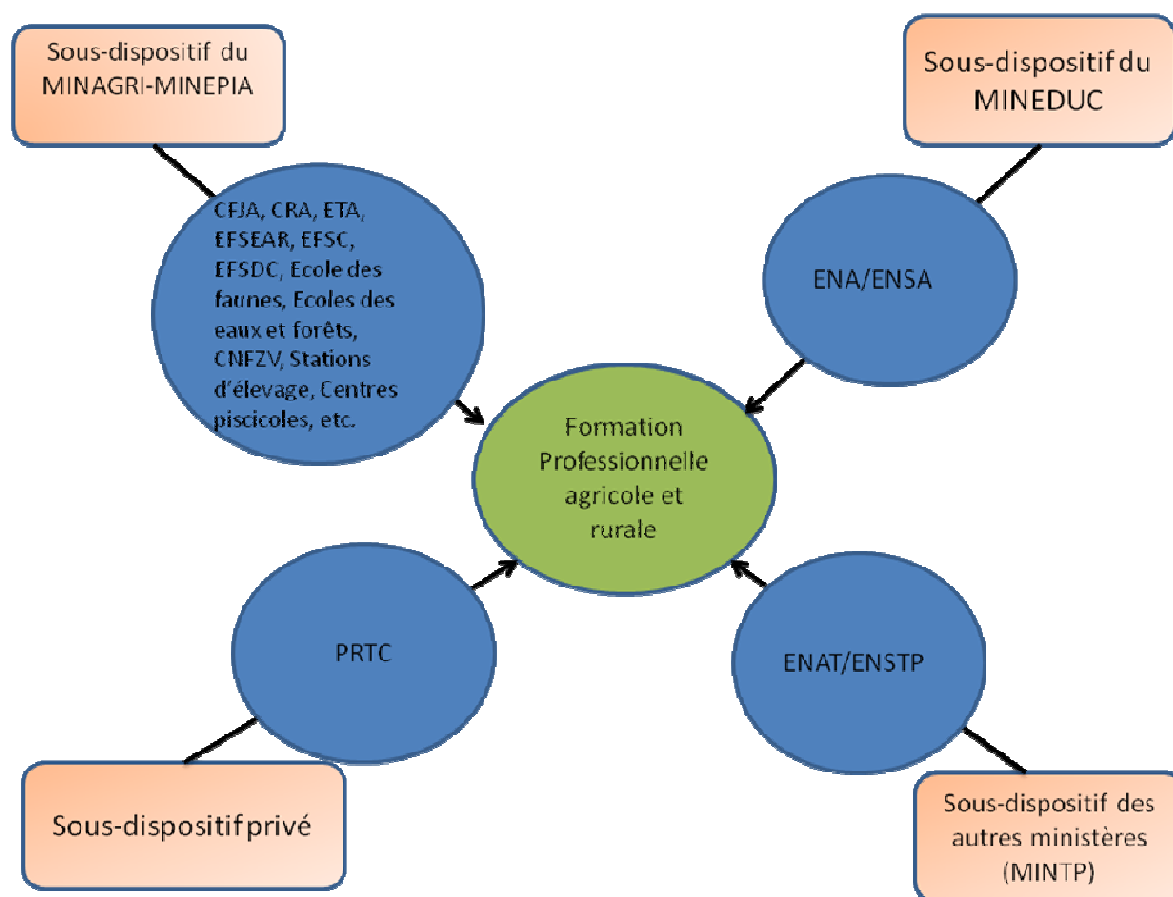 Sous-dispositif du
MINAGRI-MINEPIA
Sous-dispositif du
MINEDUC
CFJA, CRA, ETA,
EFSEAR, EFSC,
EFSDC, Ecole des
faunes, Ecoles des
eaux et forêts,
CNFZV, Stations
d'élevage, Centres
piscicoles, etc.
ENA/ENSA
Formation
Professionnelle
agricole et
rurale
PRTC
ENAT/ENSTP
Sous-dispositif privé
Sous-dispositif des
autres ministères
(MINTP)